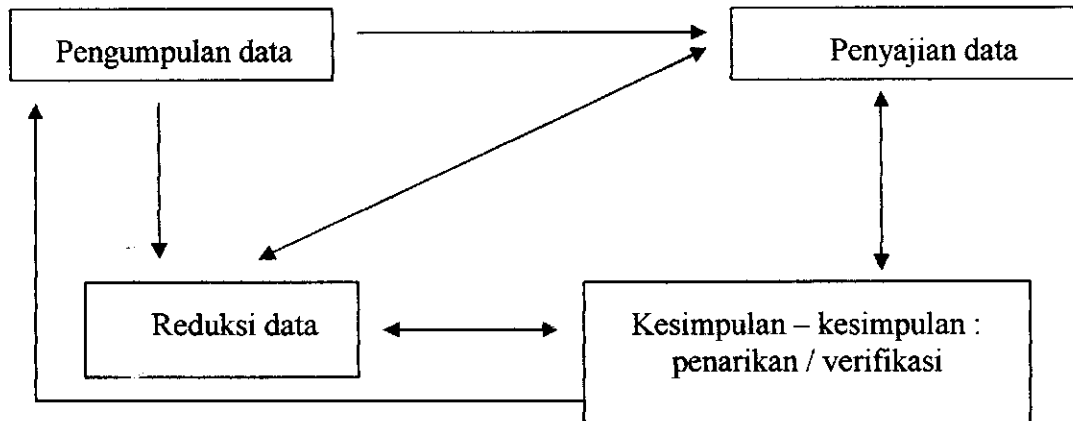 Pengumpulan data
Penyajian data
Reduksi data
Kesimpulan – kesimpulan :
penarikan / verifikasi